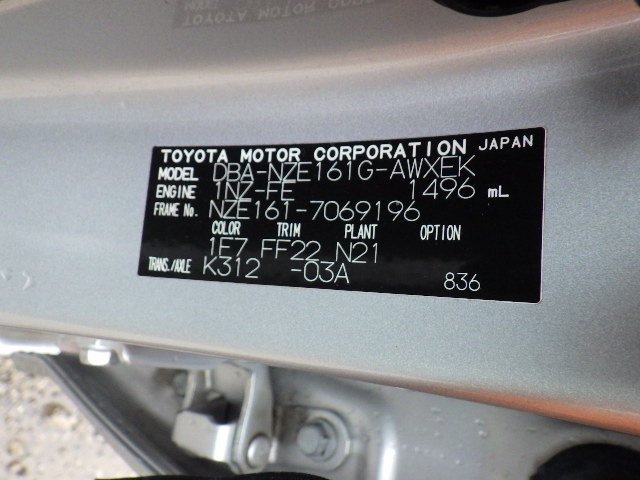 TOYOTA MOTOR CORPORATION JAPAN
MODEL DBA-NZE161G-AWXEK
ENGINE 1NZ-FE 1496 mL
FRAME No. NZE161-7069196
COLOR TRIM PLANT OPTION
1F7 FF22 N21
TRANS./AXLE K312 -03A 836